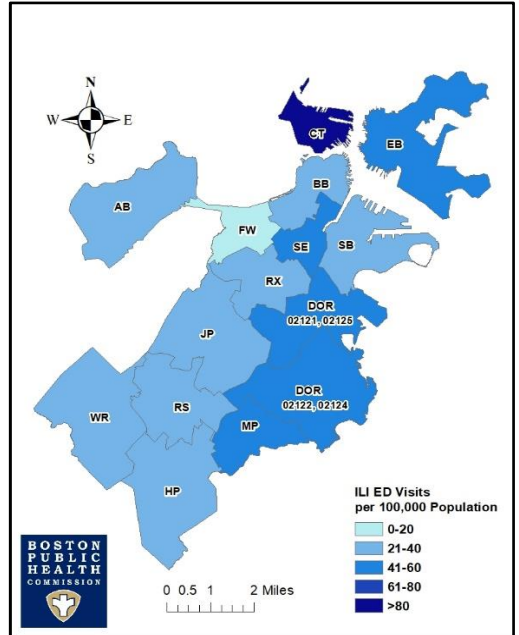 N
W E
S
CT
EB
BB
AB
FW
SE
SB
RX
DOR
02121, 02125
JP
DOR
02122, 02124
WR
RS
MP
HP
ILI ED Visits
per 100,000 Population
0-20
21-40
41-60
61-80
>80
BOSTON
PUBLIC
HEALTH
COMMISSION
0 0.5 1 2 Miles